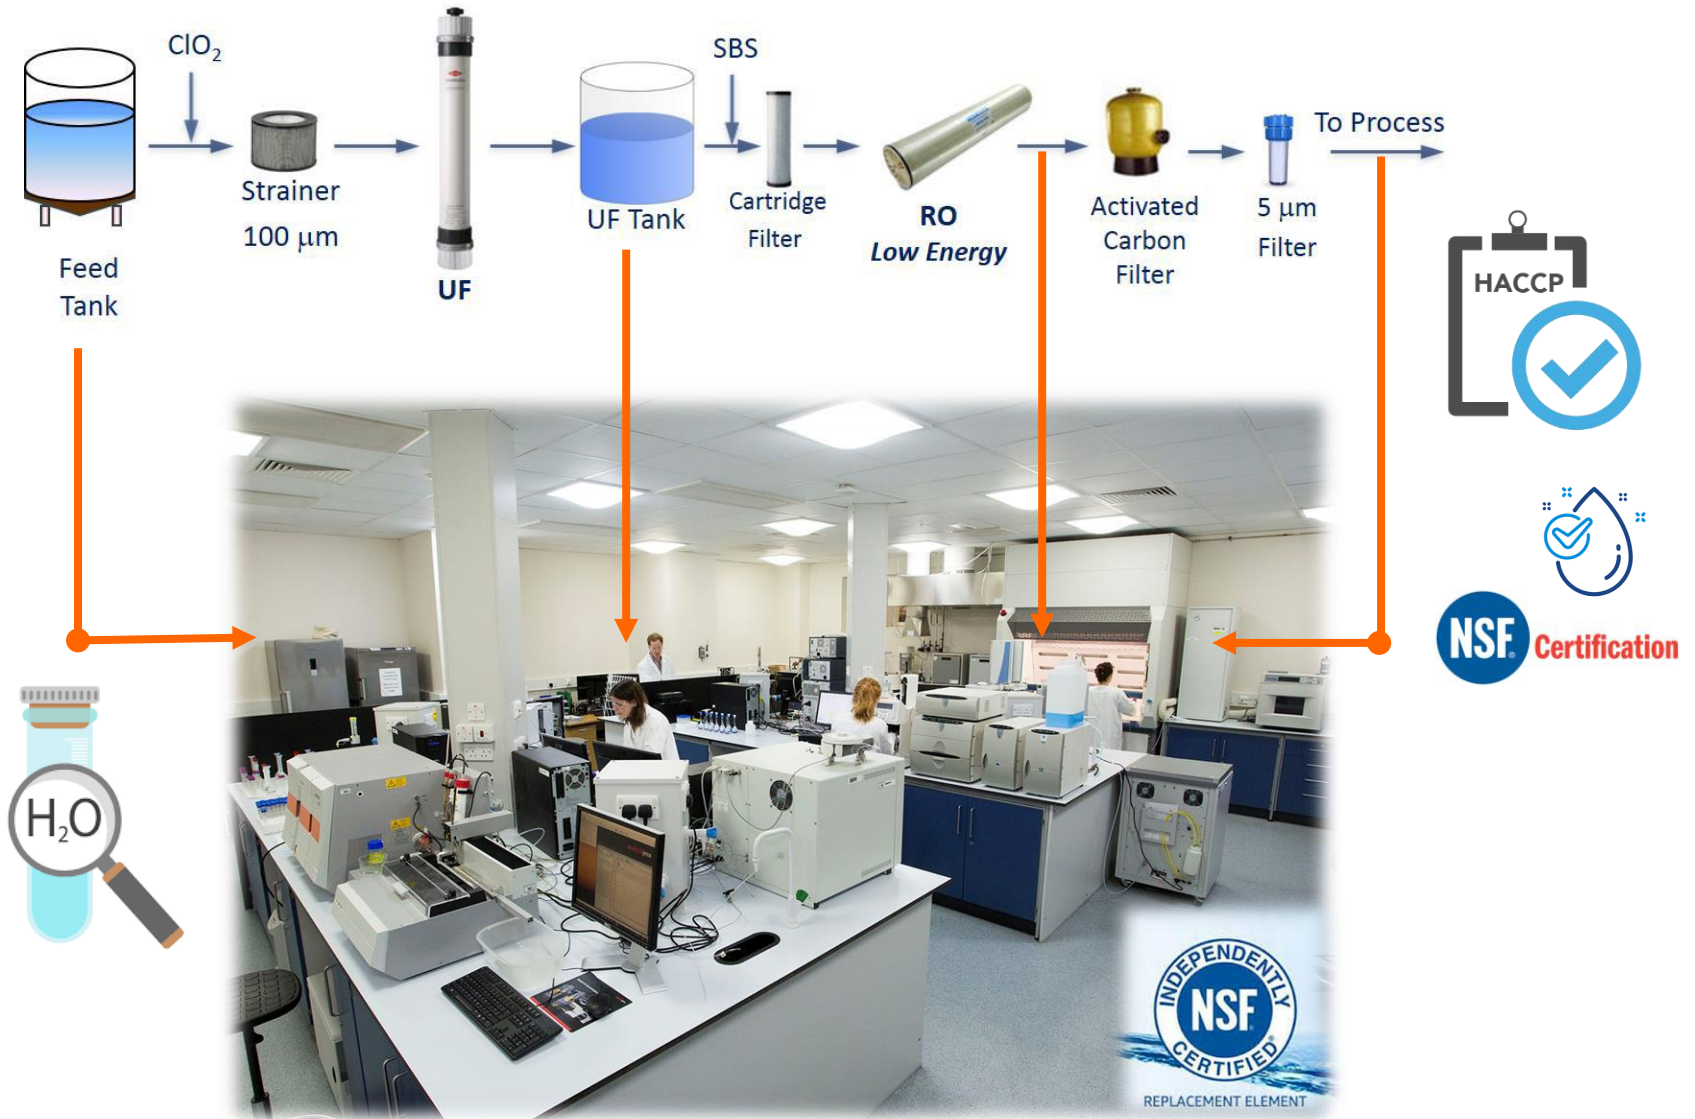 ClO₂
SBS
To Process
Strainer
100 µm
UF Tank
Cartridge
Filter
RO
Low Energy
Activated
Carbon
Filter
5 µm
Filter
Feed
Tank
UF
HACCP
NSF. Certification
H₂O
INDEPENDENTLY
NSF
CERTIFIED
REPLACEMENT ELEMENT